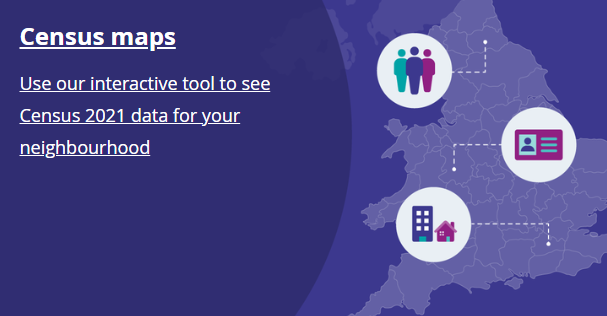 Census maps
Use our interactive tool to see
Census 2021 data for your
neighbourhood